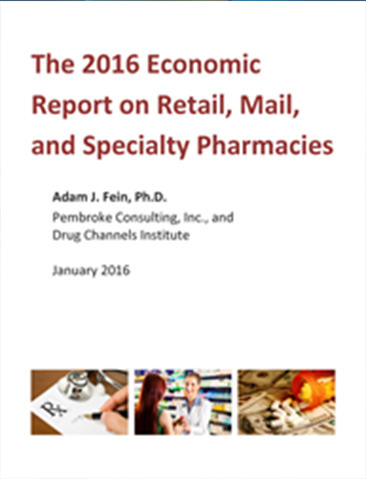 The 2016 Economic
Report on Retail, Mail,
and Specialty Pharmacies
Adam J. Fein, Ph.D.
Pembroke Consulting, Inc., and
Drug Channels Institute
January 2016
Rx